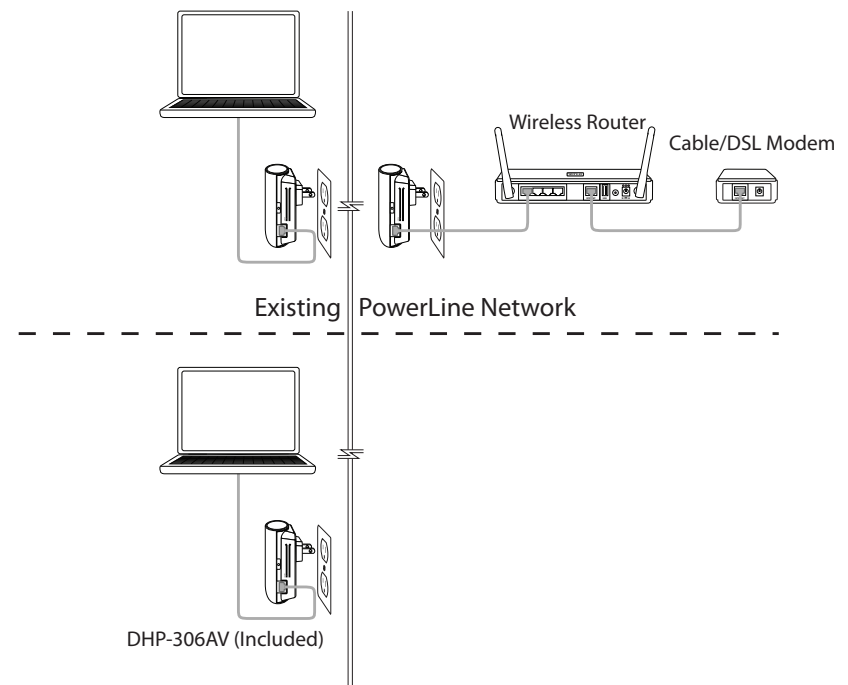 Wireless Router
Cable/DSL Modem
Existing PowerLine Network
DHP-306AV (Included)